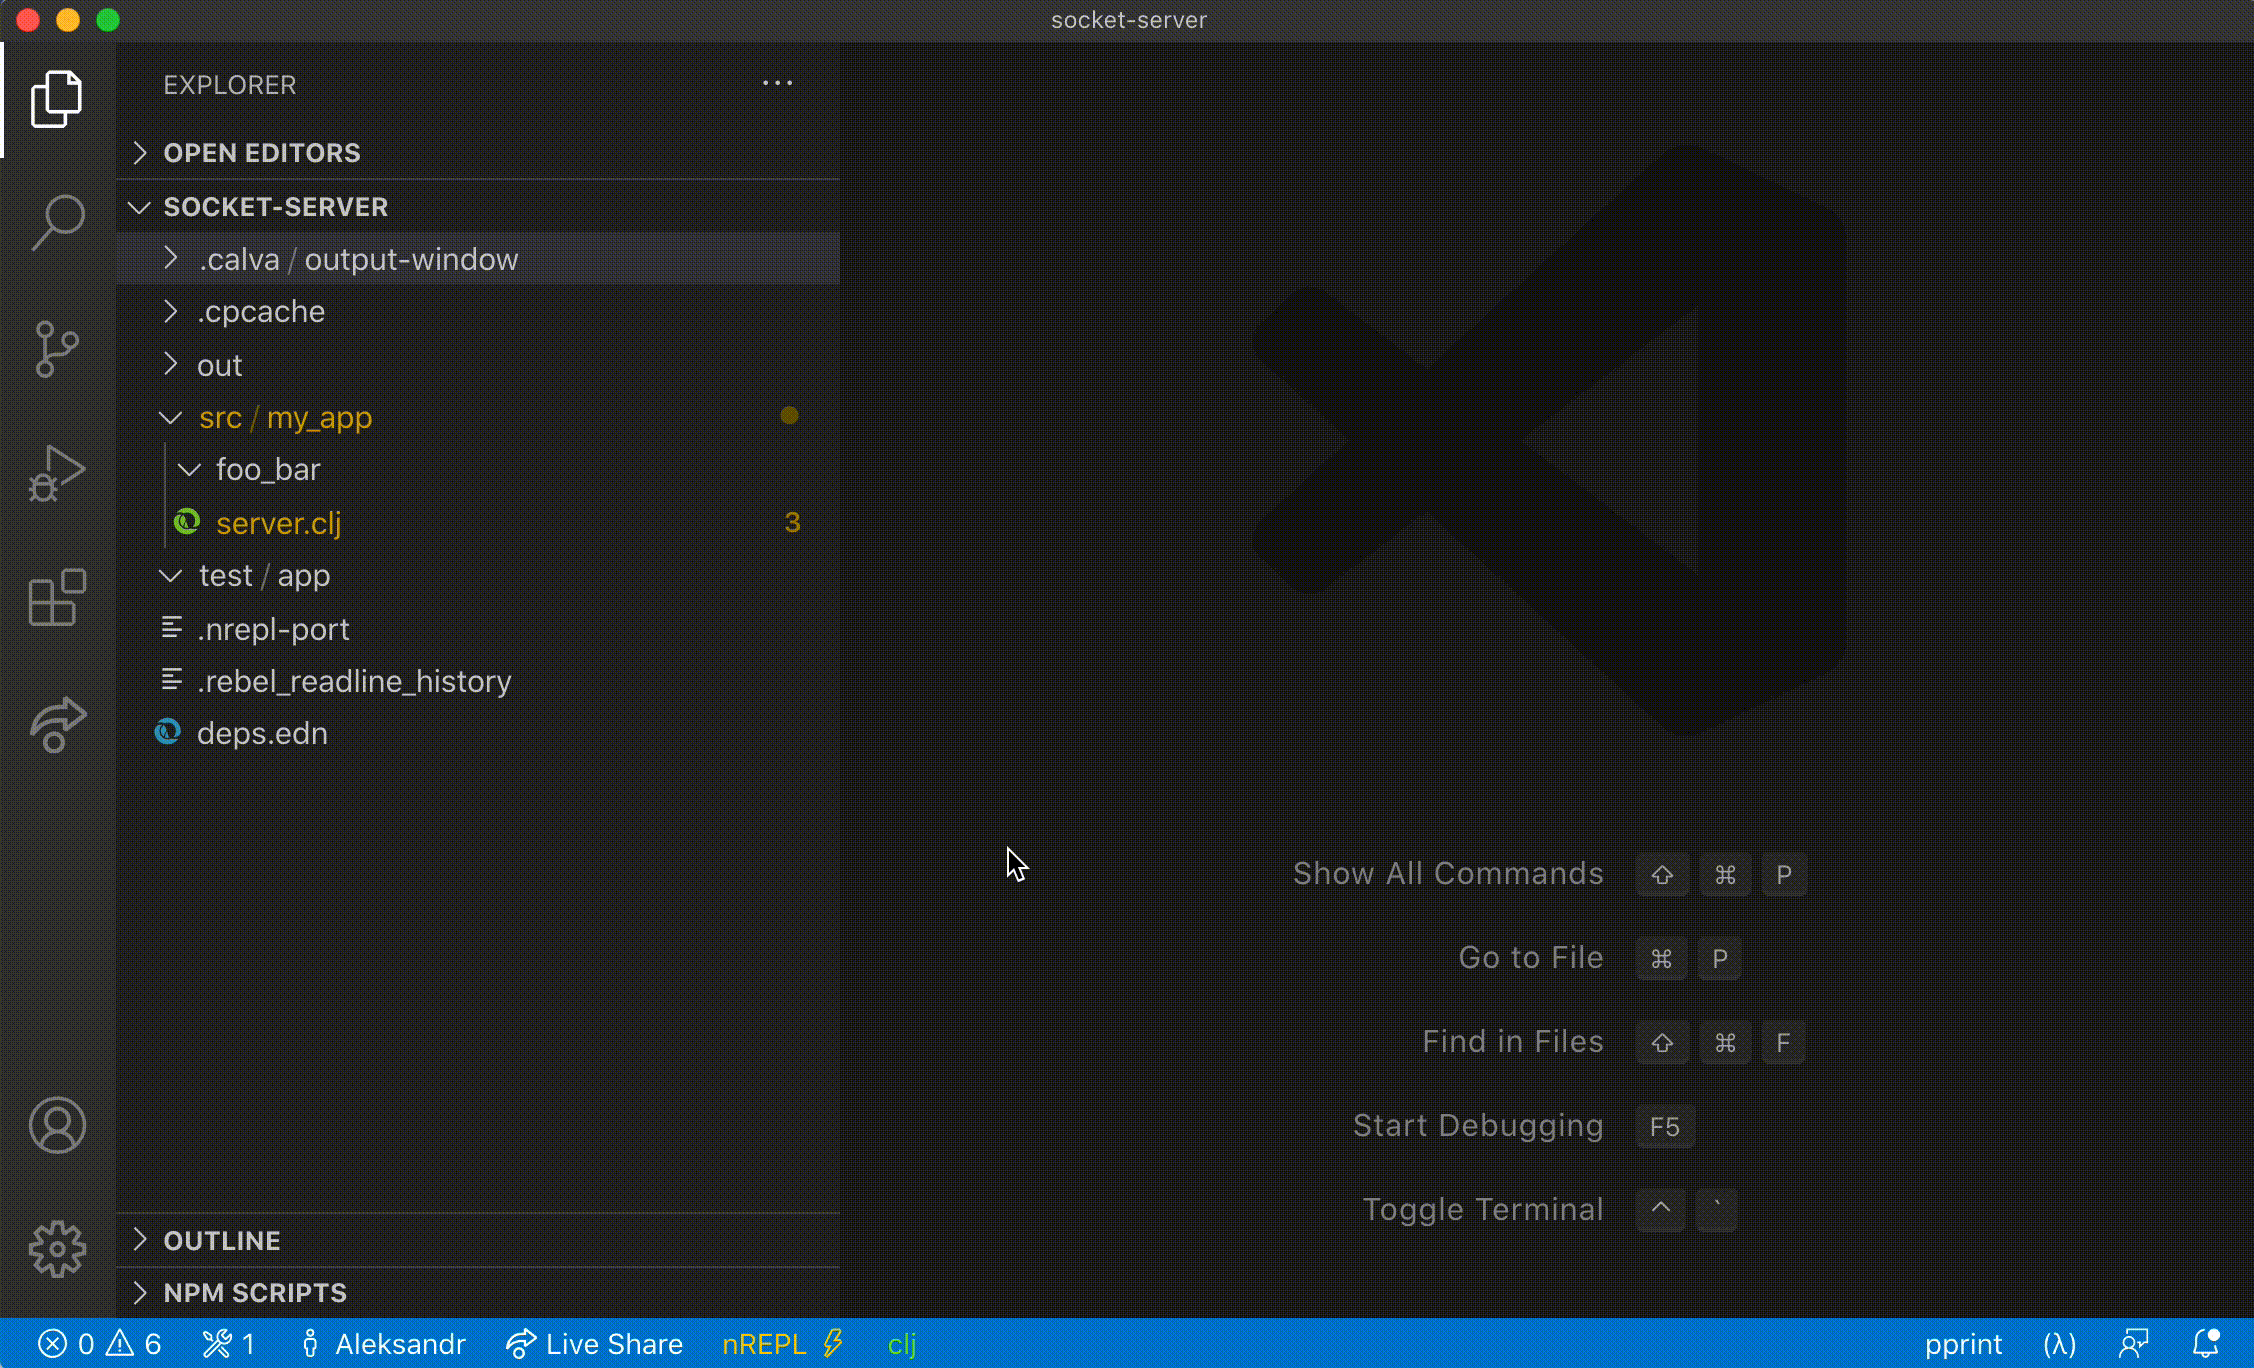 socket-server
EXPLORER ···
OPEN EDITORS
SOCKET-SERVER
.calva / output-window
.cpcache
out
src / my_app
foo_bar
server.clj 3
test / app
.nrepl-port
.rebel_readline_history
deps.edn
Show All Commands ⇧ ⌘ P
Go to File ⌘ P
Find in Files ⇧ ⌘ F
Start Debugging F5
Toggle Terminal ^ `
OUTLINE
NPM SCRIPTS
0 6 1 Aleksandr Live Share nREPL clj pprint (λ)